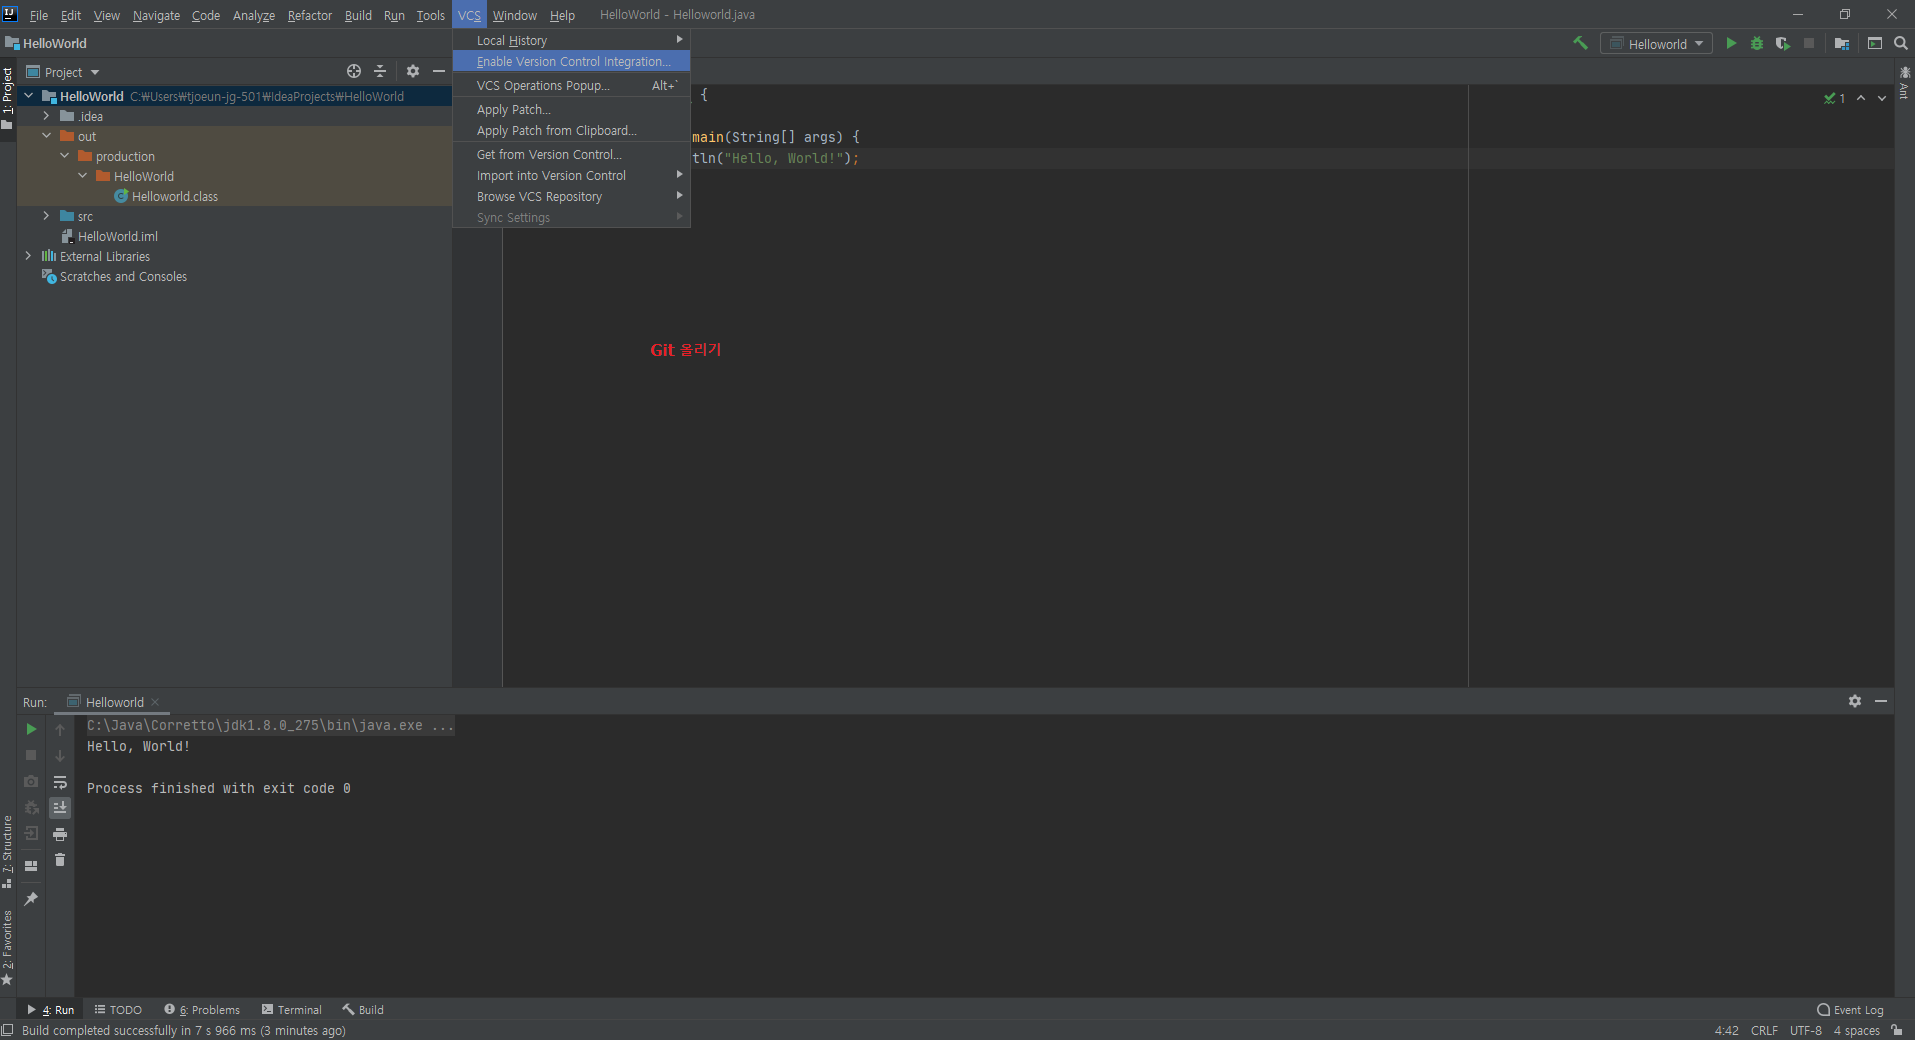 File Edit View Navigate Code Analyze Refactor Build Run Tools VCS Window Help HelloWorld - Helloworld.java
HelloWorld
Helloworld
Project
HelloWorld C:₩Users₩tjoeun-jg-501₩IdeaProjects₩HelloWorld
.idea
out
production
HelloWorld
Helloworld.class
src
HelloWorld.iml
External Libraries
Scratches and Consoles
Local History
Enable Version Control Integration...
VCS Operations Popup... Alt+`
Apply Patch...
Apply Patch from Clipboard...
Get from Version Control...
Import into Version Control
Browse VCS Repository
Sync Settings
{
main(String[] args) {
tln("Hello, World!");
1
Git 올리기
1: Project
Ant
7: Structure
2: Favorites
Run: Helloworld
C:\Java\Corretto\jdk1.8.0_275\bin\java.exe ...
Hello, World!
Process finished with exit code 0
4: Run TODO 6: Problems Terminal Build Event Log
Build completed successfully in 7 s 966 ms (3 minutes ago) 4:42 CRLF UTF-8 4 spaces